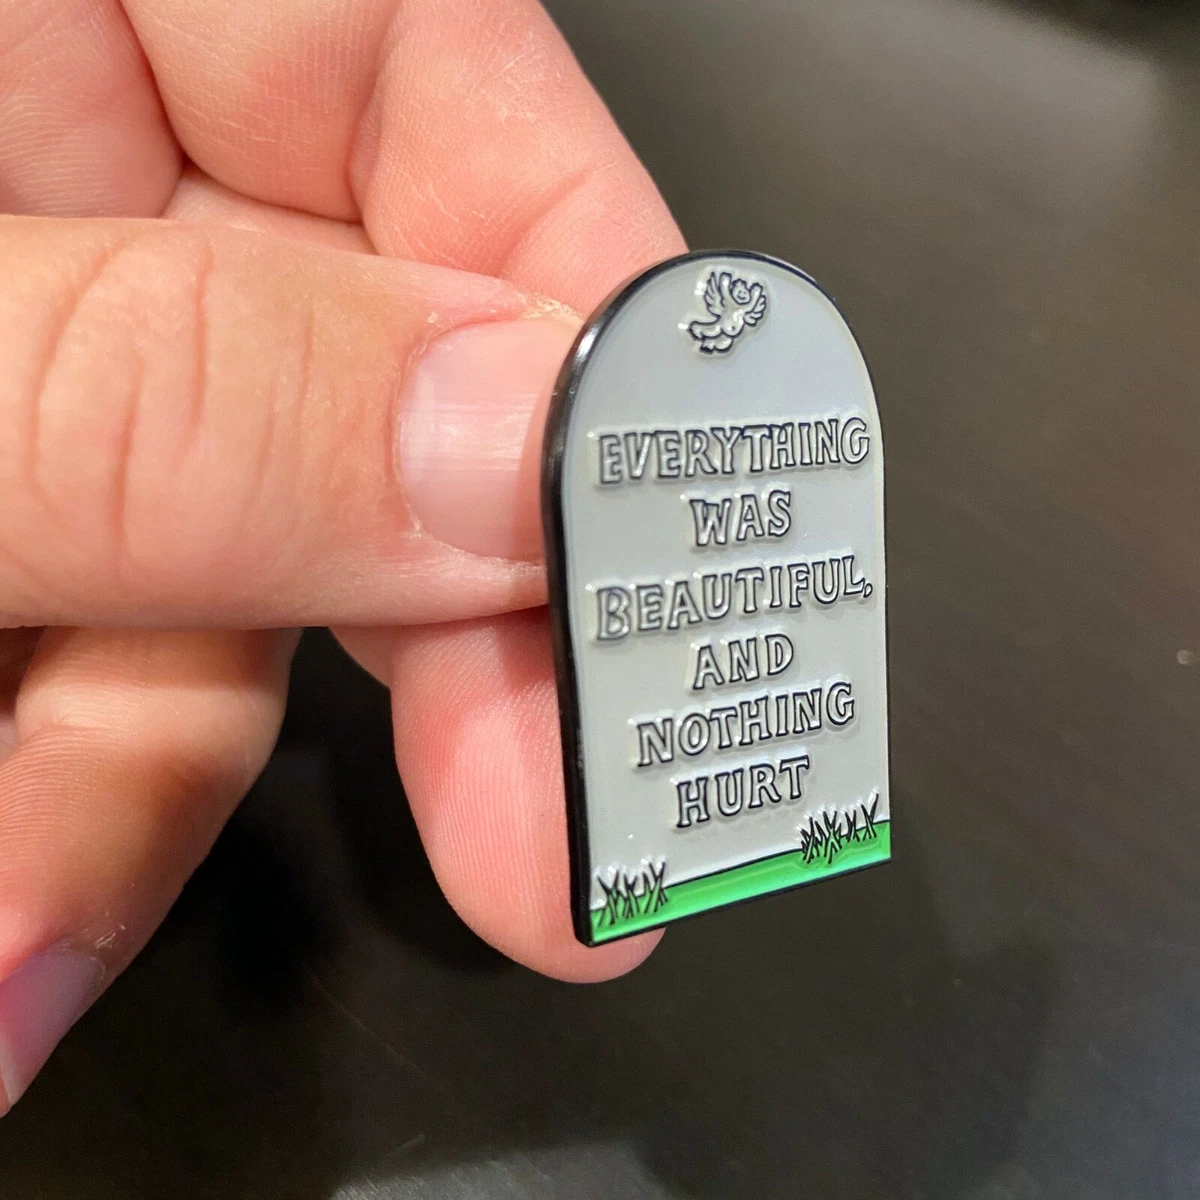 EVERYTHING
WAS
BEAUTIFUL,
AND
NOTHING
HURT